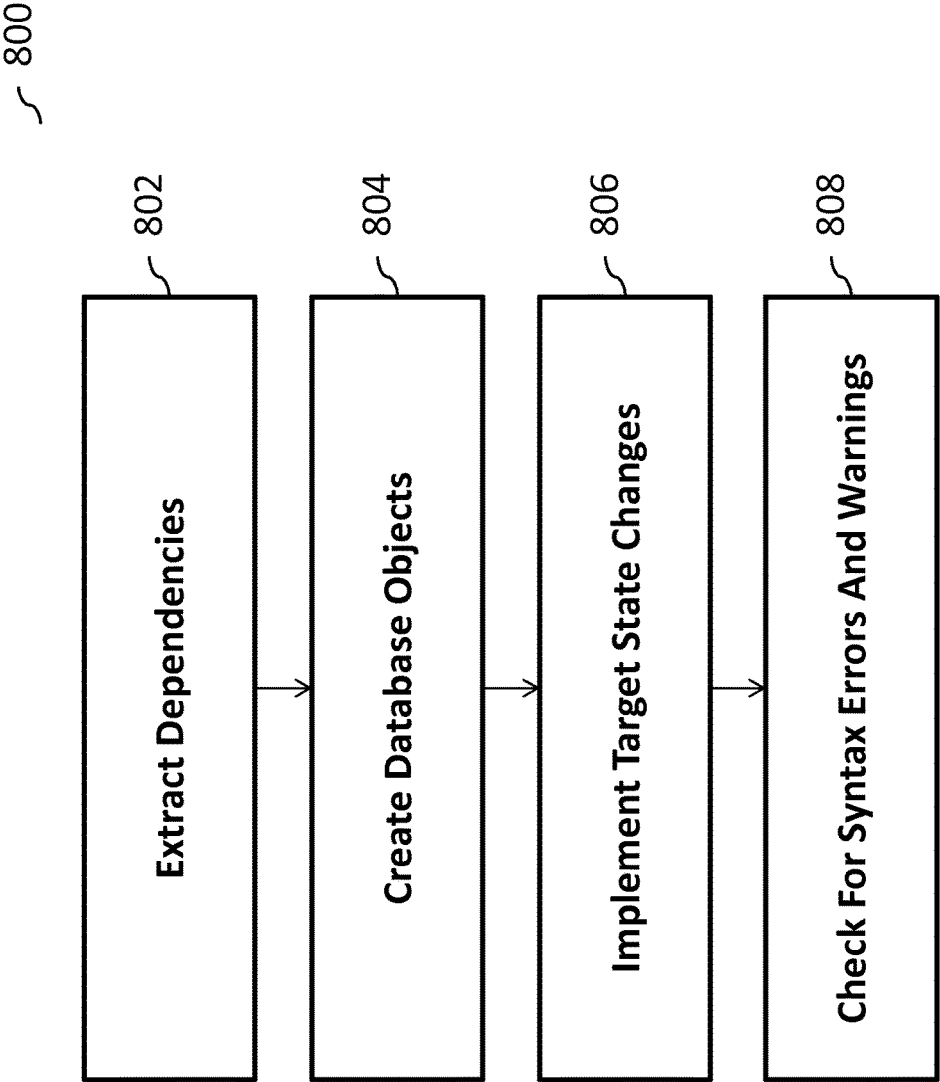 800
802
Extract Dependencies
804
Create Database Objects
806
Implement Target State Changes
808
Check For Syntax Errors And Warnings